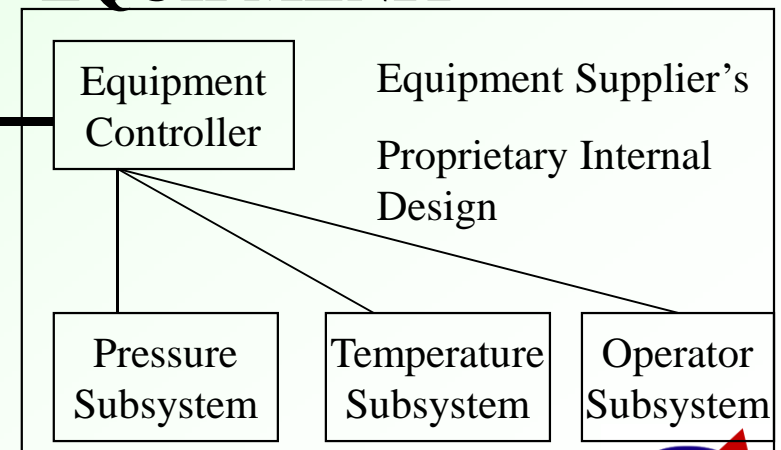 Equipment
Controller
Equipment Supplier’s
Proprietary Internal
Design
Pressure
Subsystem
Temperature
Subsystem
Operator
Subsystem